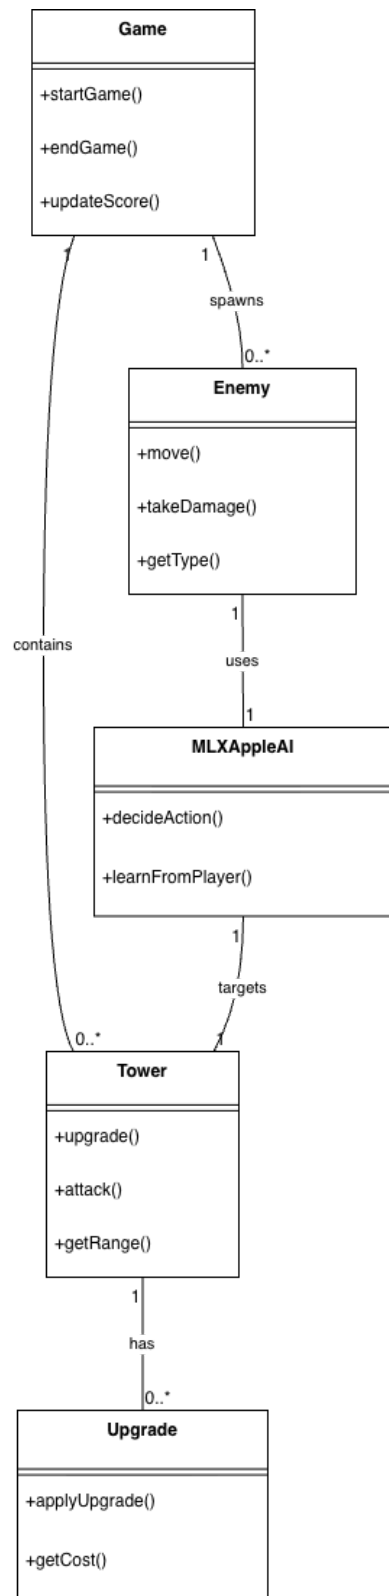 Game
+startGame()
+endGame()
+updateScore()
1
1
spawns
0..*
Enemy
+move()
+takeDamage()
+getType()
1
contains
uses
1
MLXAppleAI
+decideAction()
+learnFromPlayer()
1
targets
0..*
1
Tower
+upgrade()
+attack()
+getRange()
1
has
0..*
Upgrade
+applyUpgrade()
+getCost()